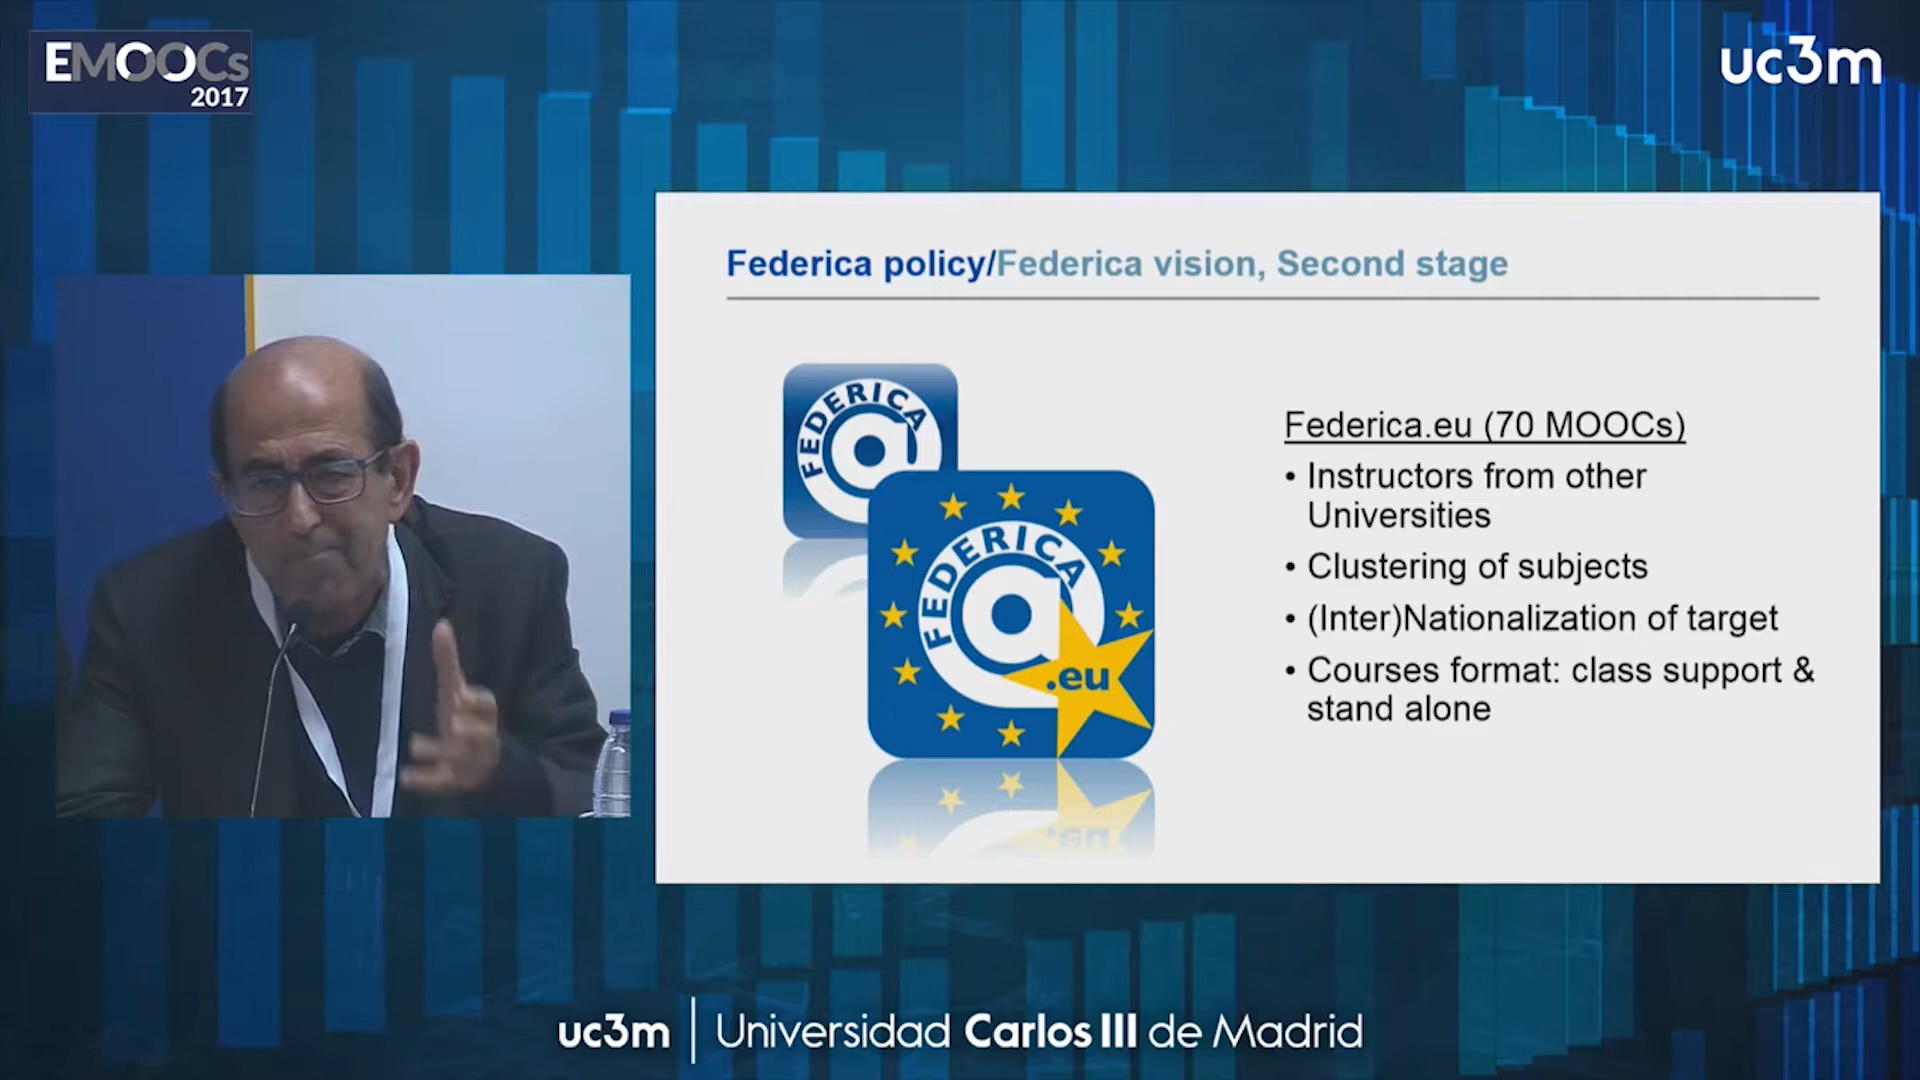 EMOOCs
2017
uc3m
Federica policy/Federica vision, Second stage
FEDERICA
FEDERICA
.eu
Federica.eu (70 MOOCs)
• Instructors from other
Universities
• Clustering of subjects
• (Inter)Nationalization of target
• Courses format: class support &
stand alone
uc3m | Universidad Carlos III de Madrid